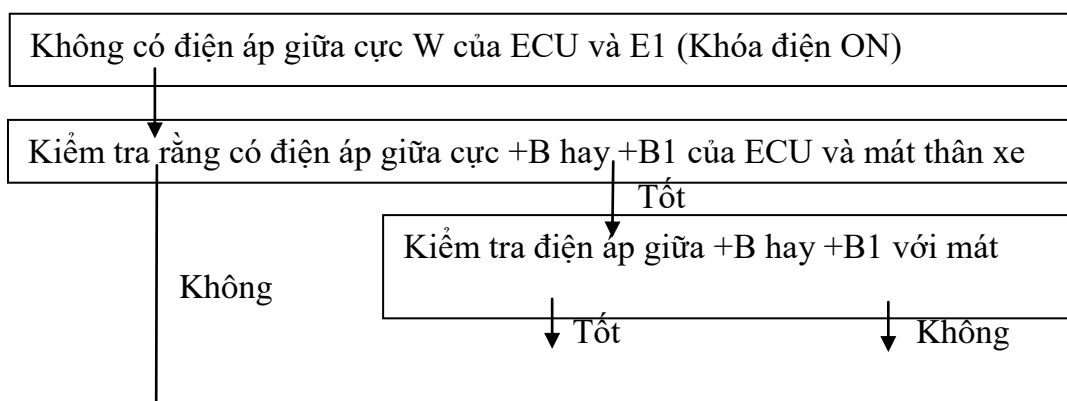 Không có điện áp giữa cực W của ECU và E1 (Khóa điện ON)
Kiểm tra rằng có điện áp giữa cực +B hay +B1 của ECU và mát thân xe
Tốt
Kiểm tra điện áp giữa +B hay +B1 với mát
Không
Tốt
Không